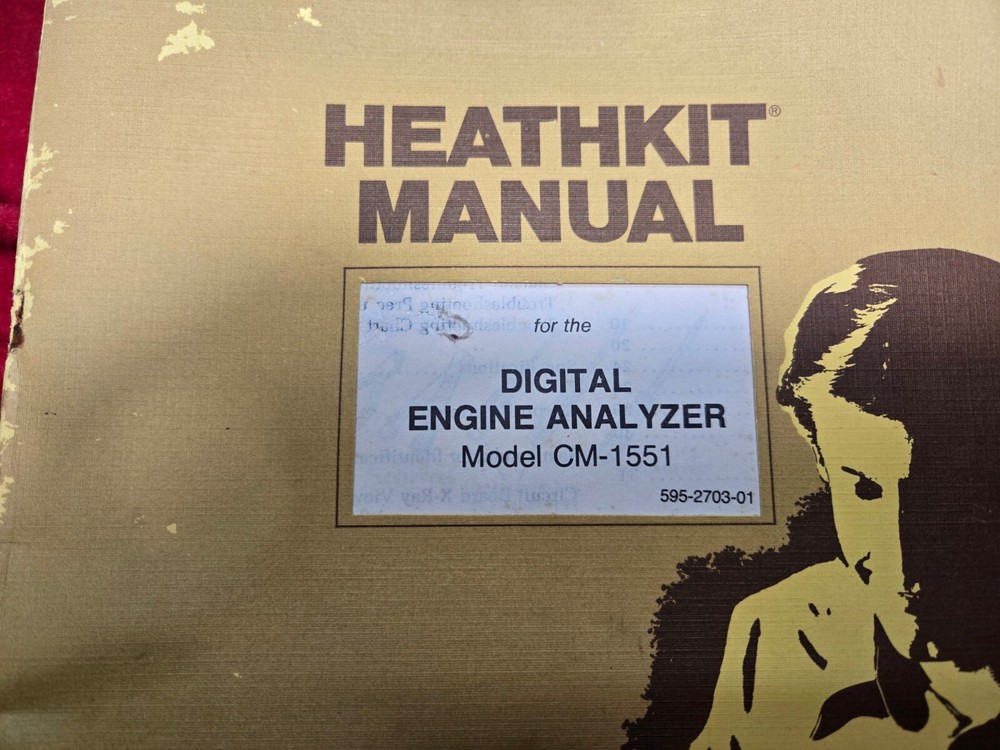 HEATHKIT®
MANUAL
for the
DIGITAL
ENGINE ANALYZER
Model CM-1551
595-2703-01